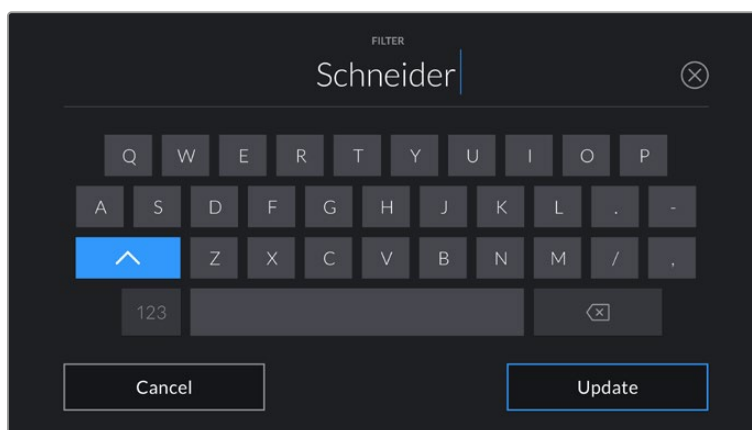 FILTER
Schneider
Q W E R T Y U I O P
A S D F G H J K L . -
Z X C V B N M / ,
123
Cancel Update